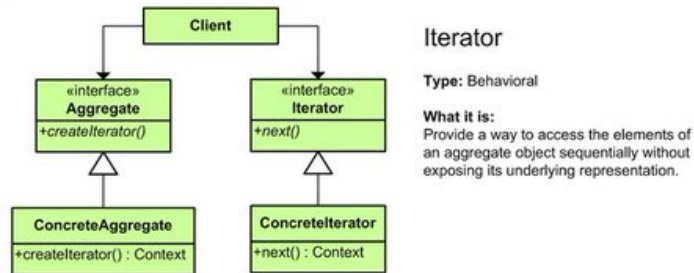 Client
«interface»
Aggregate
+createIterator()
«interface»
Iterator
+next()
ConcreteAggregate
+createIterator() : Context
ConcreteIterator
+next() : Context
Iterator
Type: Behavioral
What it is:
Provide a way to access the elements of
an aggregate object sequentially without
exposing its underlying representation.